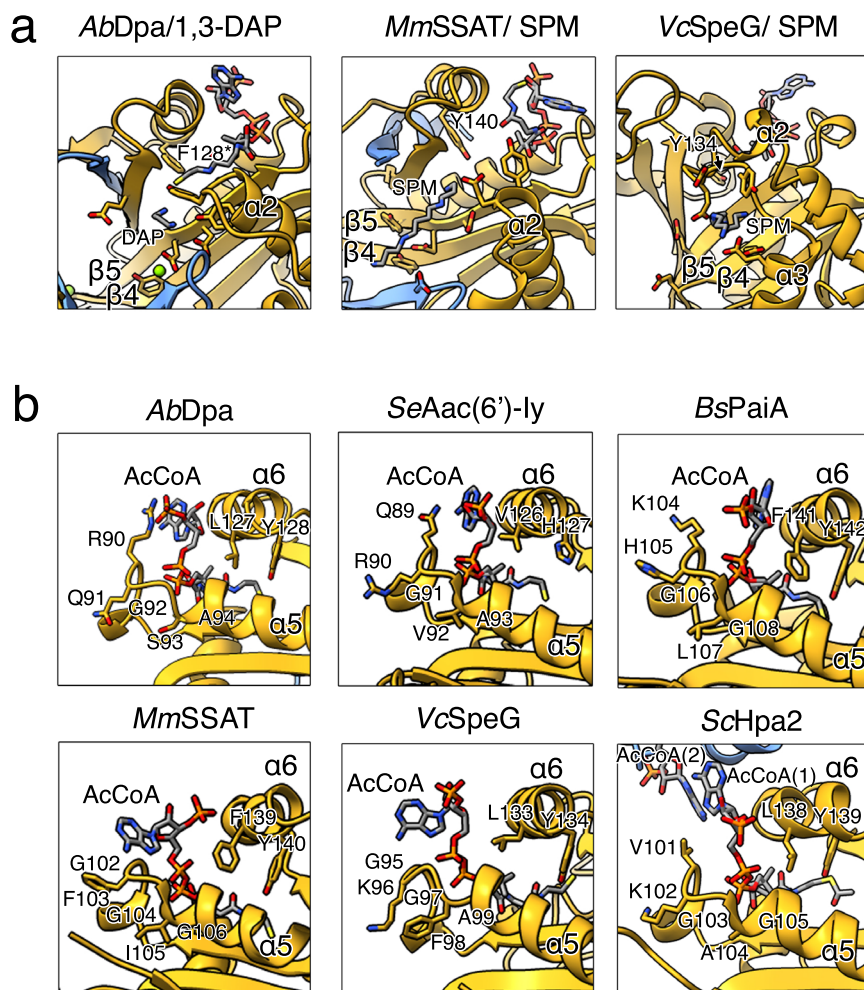 a
AbDpa/1,3-DAP
MmSSAT/ SPM
VcSpeG/ SPM
F128*
α2
DAP
β5
β4
Y140
SPM
β5
β4
α2
Y134
α2
SPM
β5
β4
α3
b
AbDpa
SeAac(6’)-Iy
BsPaiA
AcCoA
α6
L127
Y128
R90
Q91
G92
S93
A94
α5
AcCoA
α6
Q89
V126
H127
R90
G91
V92
A93
α5
AcCoA
α6
K104
F141
Y142
H105
G106
G108
L107
α5
MmSSAT
VcSpeG
ScHpa2
AcCoA
α6
F139
Y140
G102
F103
G104
I105
G106
α5
AcCoA
α6
L133
Y134
G95
K96
G97
F98
A99
α5
AcCoA(2)
AcCoA(1)
α6
L138
Y139
V101
K102
G103
G105
A104
α5